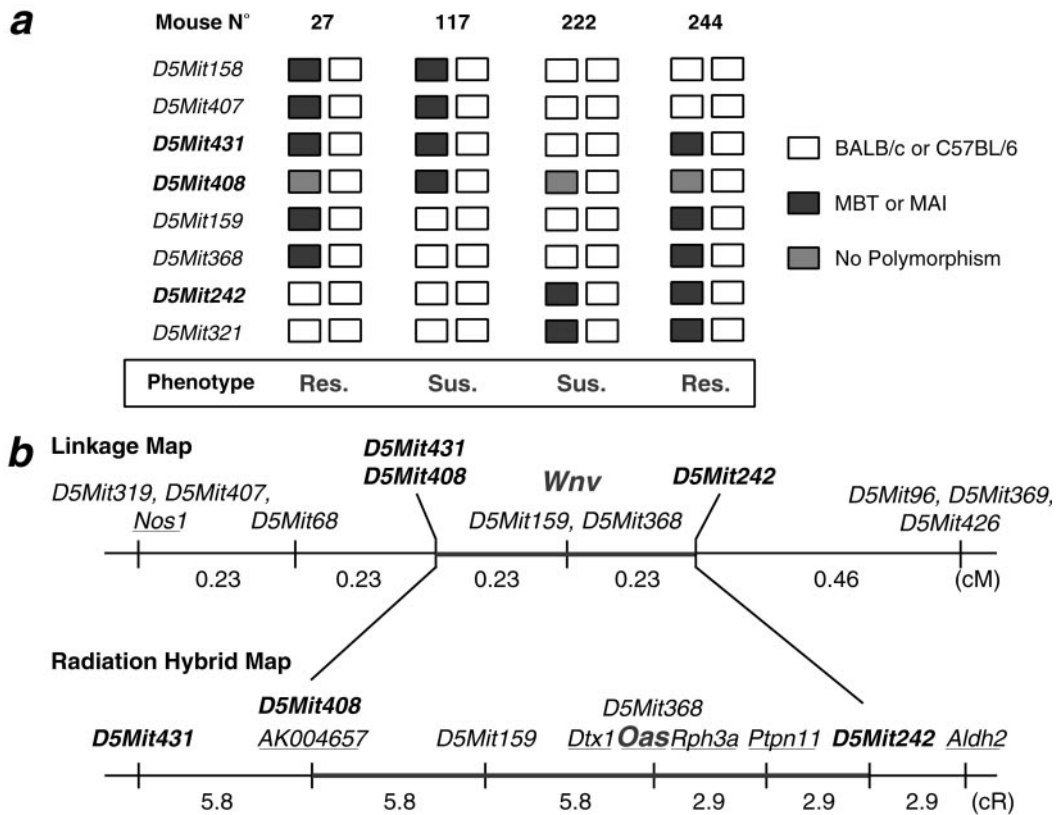 a
Mouse N° 27 117 222 244
D5Mit158
D5Mit407
D5Mit431
D5Mit408
D5Mit159
D5Mit368
D5Mit242
D5Mit321
BALB/c or C57BL/6
MBT or MAI
No Polymorphism
Phenotype Res. Sus. Sus. Res.
b
Linkage Map
D5Mit319, D5Mit407,
Nos1
D5Mit68
D5Mit431
D5Mit408
Wnv
D5Mit159, D5Mit368
D5Mit242
D5Mit96, D5Mit369,
D5Mit426
0.23 0.23 0.23 0.23 0.46 (cM)
Radiation Hybrid Map
D5Mit408
D5Mit368
D5Mit431 AK004657 D5Mit159 Dtx1 Oas Rph3a Ptpn11 D5Mit242 Aldh2
5.8 5.8 5.8 2.9 2.9 2.9 (cR)